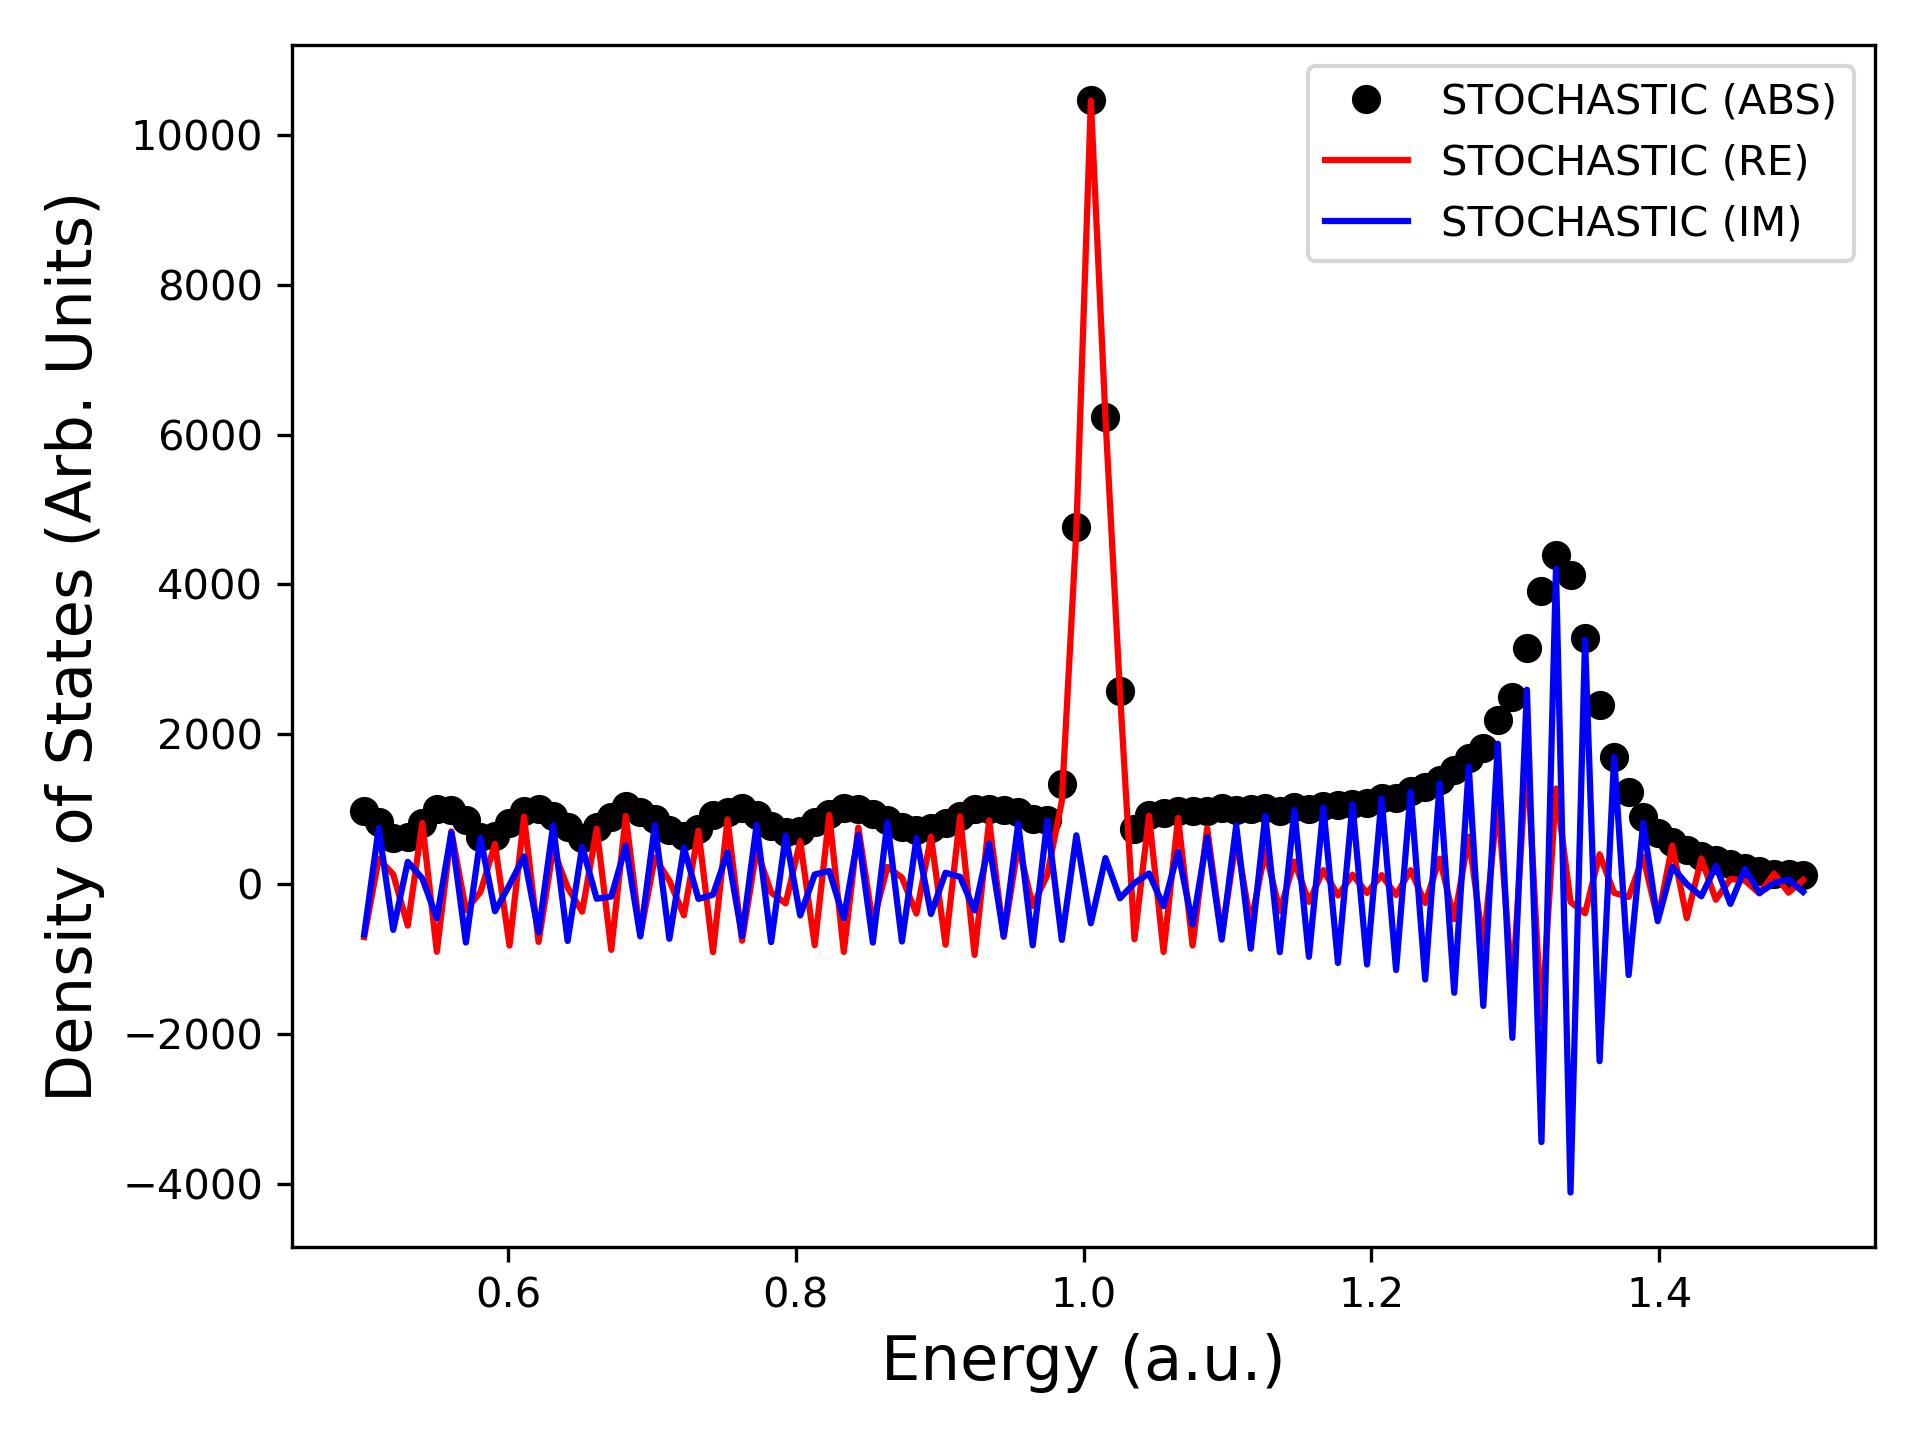 STOCHASTIC (ABS)
STOCHASTIC (RE)
STOCHASTIC (IM)
Density of States (Arb. Units)
10000
8000
6000
4000
2000
0
−2000
−4000
0.6 0.8 1.0 1.2 1.4
Energy (a.u.)